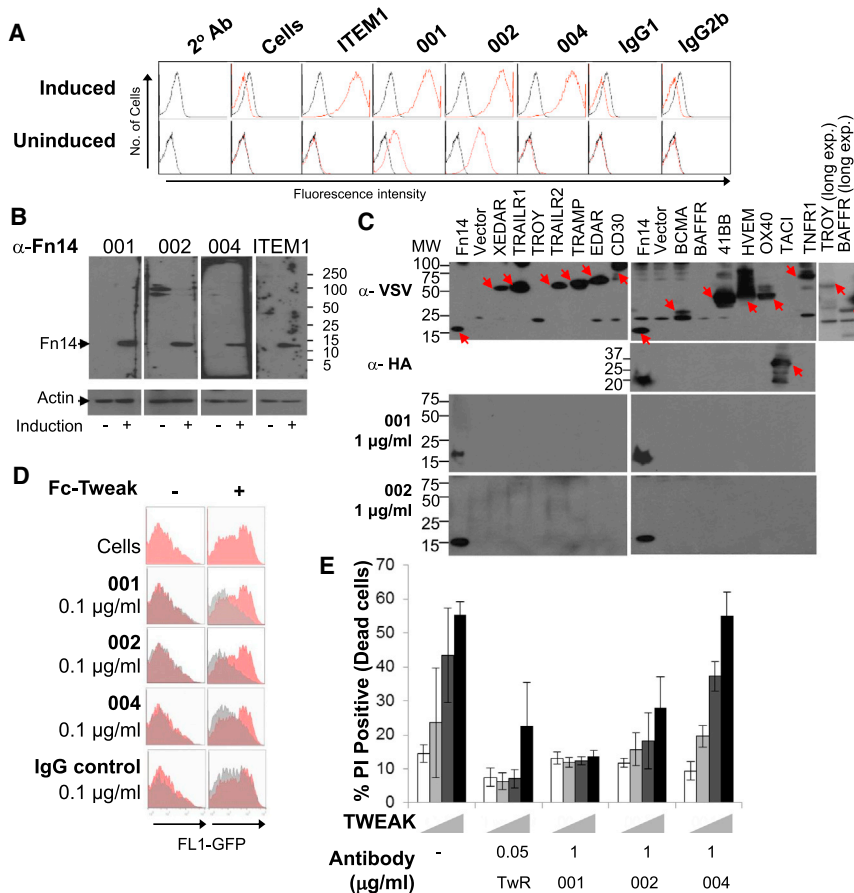 A
2º Ab
Cells
ITEM1
001
002
004
IgG1
IgG2b
Induced
Uninduced
No. of Cells
Fluorescence intensity
B
α-Fn14
001 002 004 ITEM1
250
100
50
25
15
10
5
Fn14
Actin
Induction - + - + - + - +
C
MW
Fn14
Vector
XEDAR
TRAILR1
TROY
TRAILR2
TRAMP
EDAR
CD30
Fn14
Vector
BCMA
BAFFR
41BB
HVEM
OX40
TACI
TNFR1
TROY (long exp.)
BAFFR (long exp.)
α- VSV
100
75
50
25
15
100
75
50
25
15
α- HA
37
25
20
001
1 µg/ml
75
50
25
15
002
1 µg/ml
75
50
25
15
D
Fc-Tweak - +
Cells
001
0.1 µg/ml
002
0.1 µg/ml
004
0.1 µg/ml
IgG control
0.1 µg/ml
FL1-GFP
E
% PI Positive (Dead cells)
70
60
50
40
30
20
10
0
TWEAK
Antibody - 0.05 1 1 1
(µg/ml) TwR 001 002 004